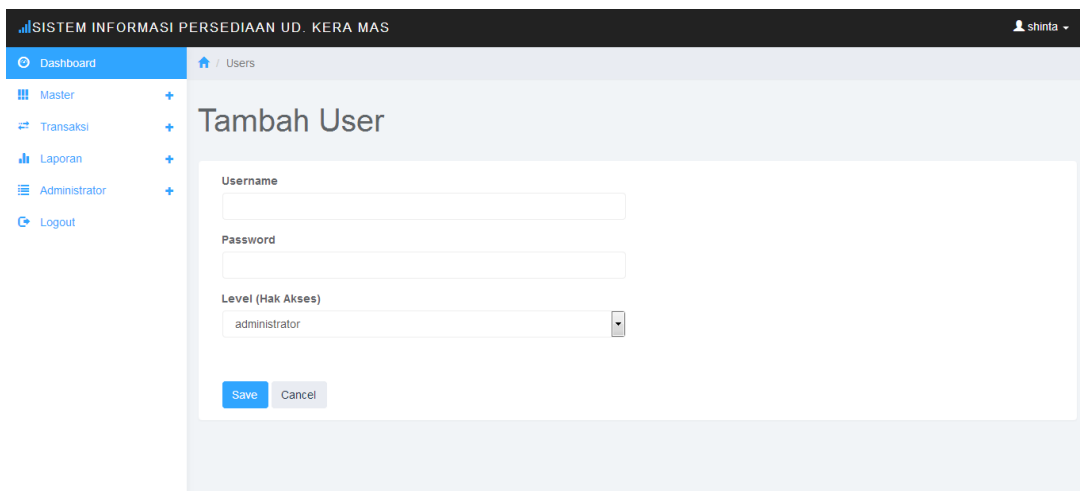 SISTEM INFORMASI PERSEDIAAN UD. KERA MAS
shinta
Dashboard
/ Users
Master
Transaksi
Laporan
Administrator
Logout
Tambah User
Username
Password
Level (Hak Akses)
administrator
Save Cancel